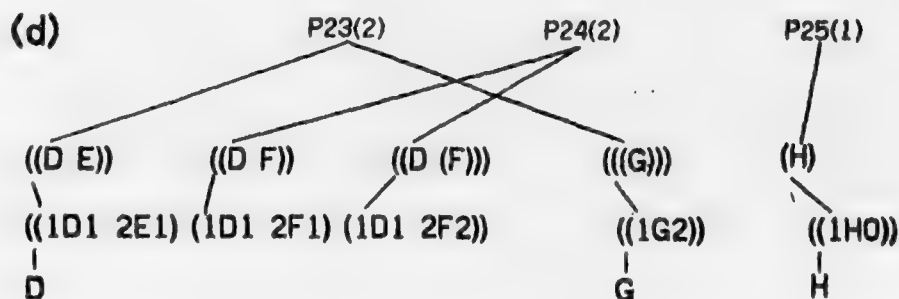 (d) P23(2) P24(2) P25(1)
((D E)) ((D F)) ((D (F))) (((G))) (H)
((1D1 2E1) (1D1 2F1) (1D1 2F2)) ((1G2)) ((1H0))
D G H